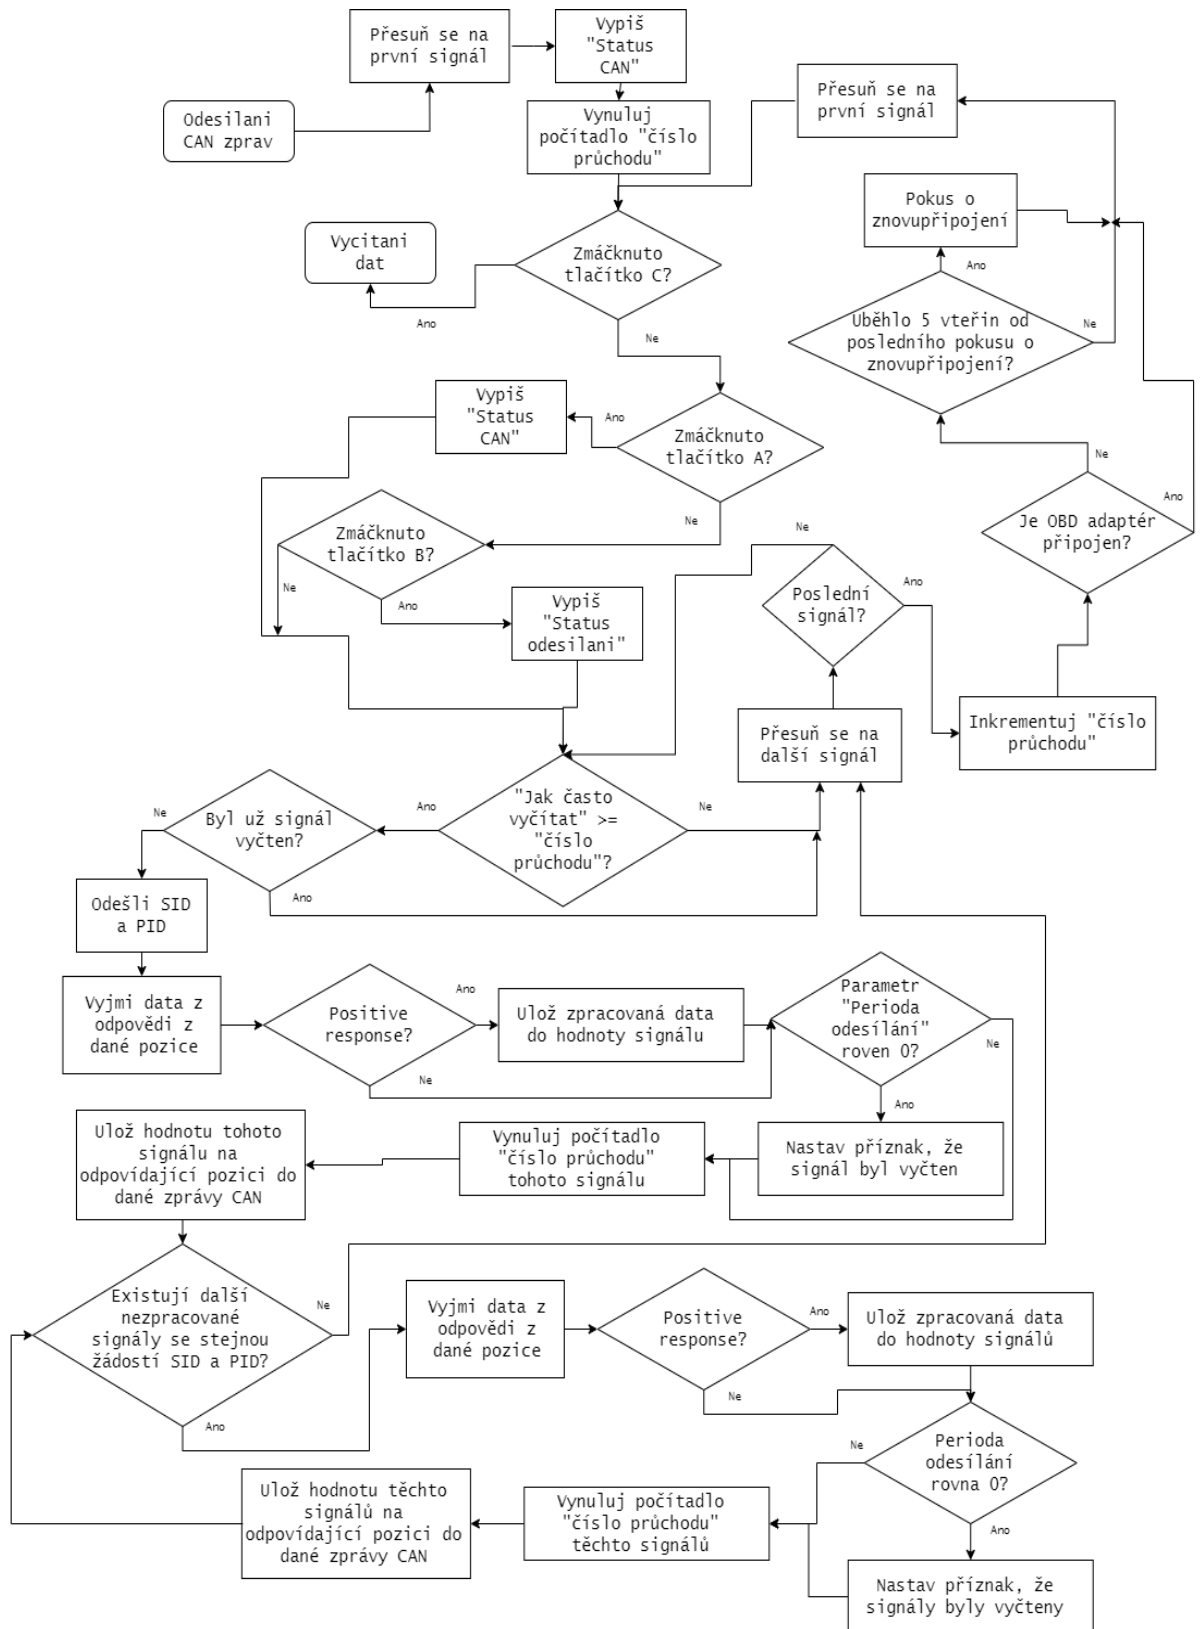 Přesuň se na
první signál
Vypiš
"Status
CAN"
Odesilani
CAN zprav
Vynuluj
počítadlo "číslo
průchodu"
Přesuň se na
první signál
Pokus o
znovupřipojení
Vycitani
dat
Zmáčknuto
tlačítko C?
Ano
Ne
Ano
Uběhlo 5 vteřin od
posledního pokusu o
znovupřipojení?
Ne
Vypiš
"Status
CAN"
Ano
Zmáčknuto
tlačítko A?
Ne
Ne
Ano
Je OBD adaptér
připojen?
Zmáčknuto
tlačítko B?
Ne
Ano
Vypiš
"Status
odesilani"
Ne
Poslední
signál?
Ano
Inkrementuj "číslo
průchodu"
Přesuň se na
další signál
Ne
Byl už signál
vyčten?
Ano
Ano
"Jak často
vyčítat" >=
"číslo
průchodu"?
Ne
Odešli SID
a PID
Vyjmi data z
odpovědi z
dané pozice
Positive
response?
Ano
Ne
Ulož zpracovaná data
do hodnoty signálu
Parametr
"Perioda
odesílání"
roven 0?
Ne
Ano
Ulož hodnotu tohoto
signálu na
odpovídající pozici do
dané zprávy CAN
Vynuluj počítadlo
"číslo průchodu"
tohoto signálu
Nastav příznak, že
signál byl vyčten
Existují další
nezpracované
signály se stejnou
žádostí SID a PID?
Ne
Ano
Vyjmi data z
odpovědi z
dané pozice
Positive
response?
Ano
Ne
Ulož zpracovaná data
do hodnoty signálů
Perioda
odesílání
rovna 0?
Ne
Ano
Ulož hodnotu těchto
signálů na
odpovídající pozici do
dané zprávy CAN
Vynuluj počítadlo
"číslo průchodu"
těchto signálů
Nastav příznak, že
signály byly vyčteny